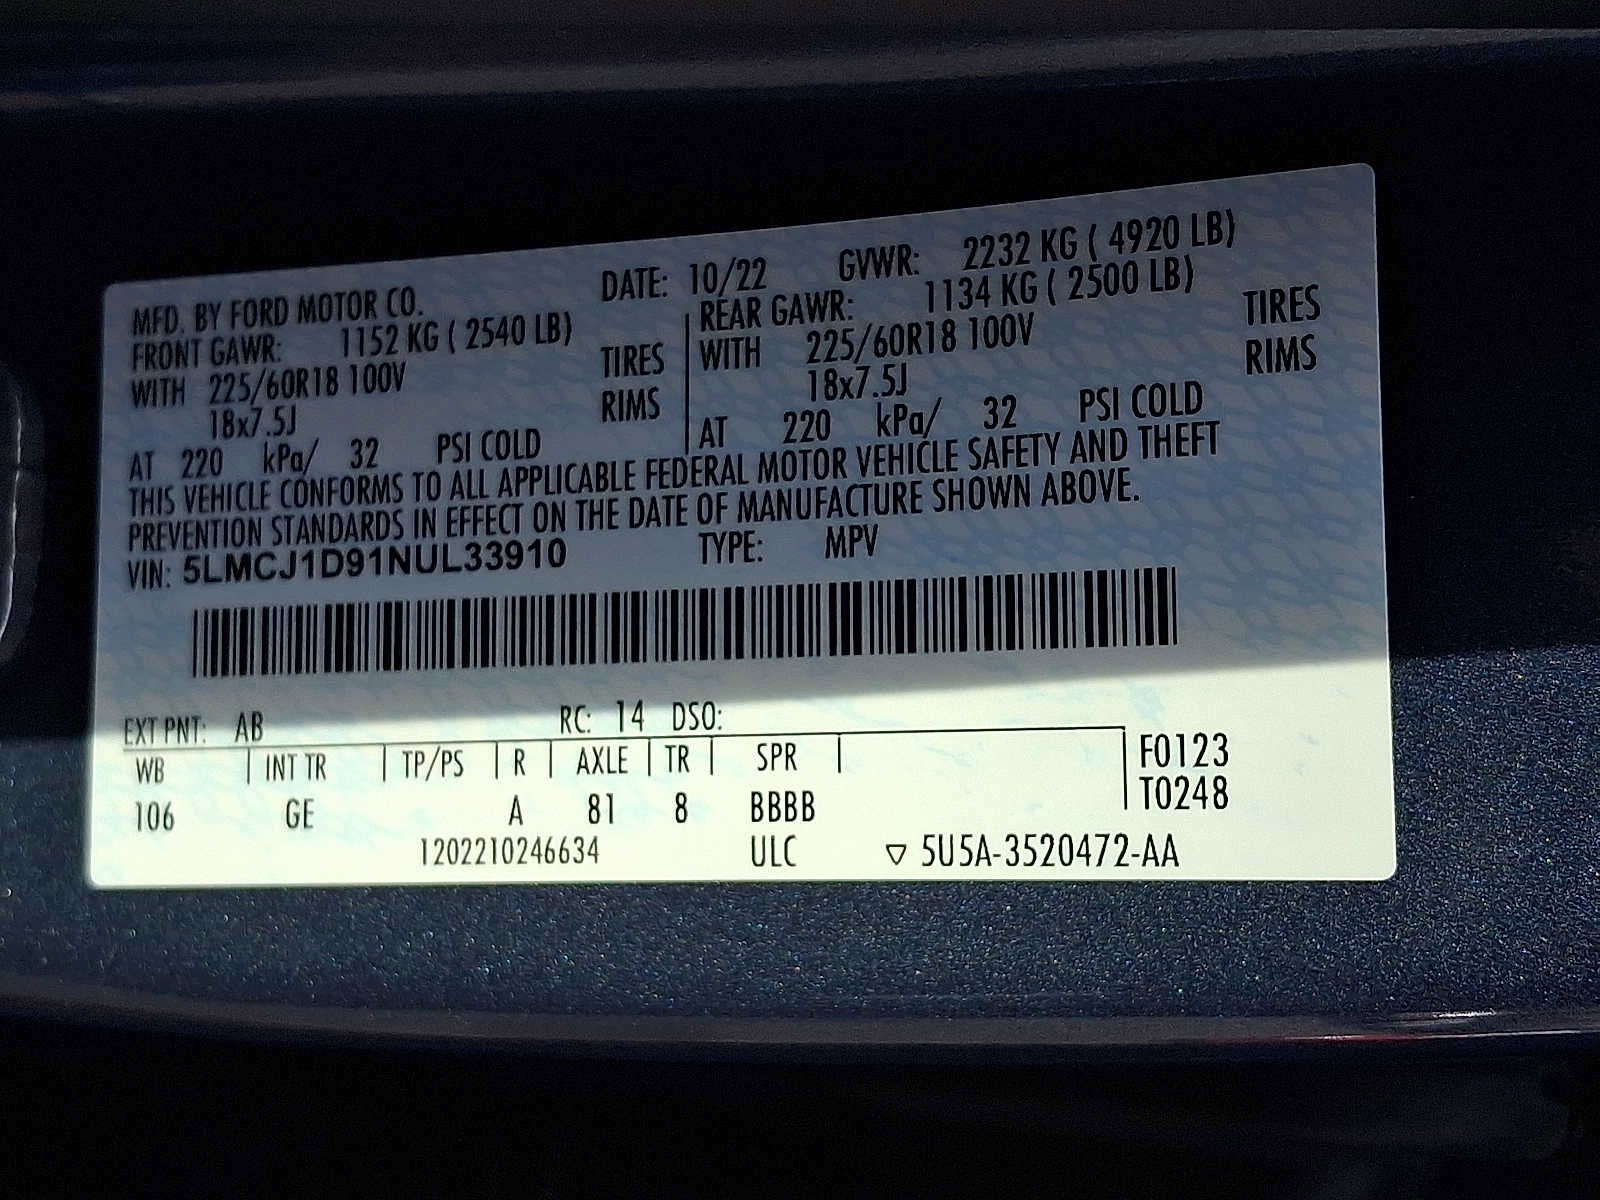 MFD. BY FORD MOTOR CO. DATE: 10/22 GVWR: 2232 KG ( 4920 LB)
FRONT GAWR: 1152 KG ( 2540 LB) REAR GAWR: 1134 KG ( 2500 LB)
WITH 225/60R18 100V TIRES WITH 225/60R18 100V TIRES
18x7.5J RIMS 18x7.5J RIMS
AT 220 kPa/ 32 PSI COLD AT 220 kPa/ 32 PSI COLD
THIS VEHICLE CONFORMS TO ALL APPLICABLE FEDERAL MOTOR VEHICLE SAFETY AND THEFT
PREVENTION STANDARDS IN EFFECT ON THE DATE OF MANUFACTURE SHOWN ABOVE.
VIN: 5LMCJ1D91NUL33910 TYPE: MPV
EXT PNT: AB RC: 14 DSO:
WB INT TR TP/PS R AXLE TR SPR F0123
106 GE A 81 8 BBBB T0248
1202210246634 ULC ▽ 5U5A-3520472-AA